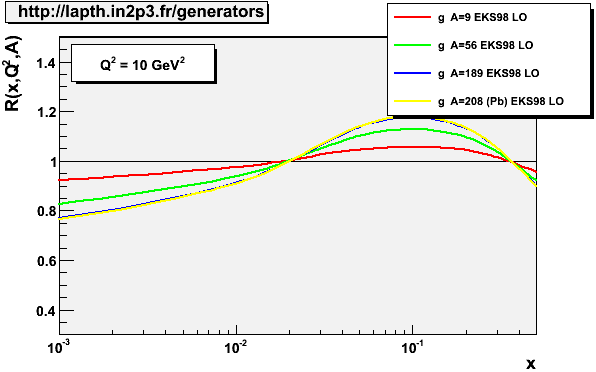 http://lapth.in2p3.fr/generators
R(x,Q²,A)
Q² = 10 GeV²
g A=9 EKS98 LO
g A=56 EKS98 LO
g A=189 EKS98 LO
g A=208 (Pb) EKS98 LO
1.4
1.2
1
0.8
0.6
0.4
10⁻³ 10⁻² 10⁻¹
x